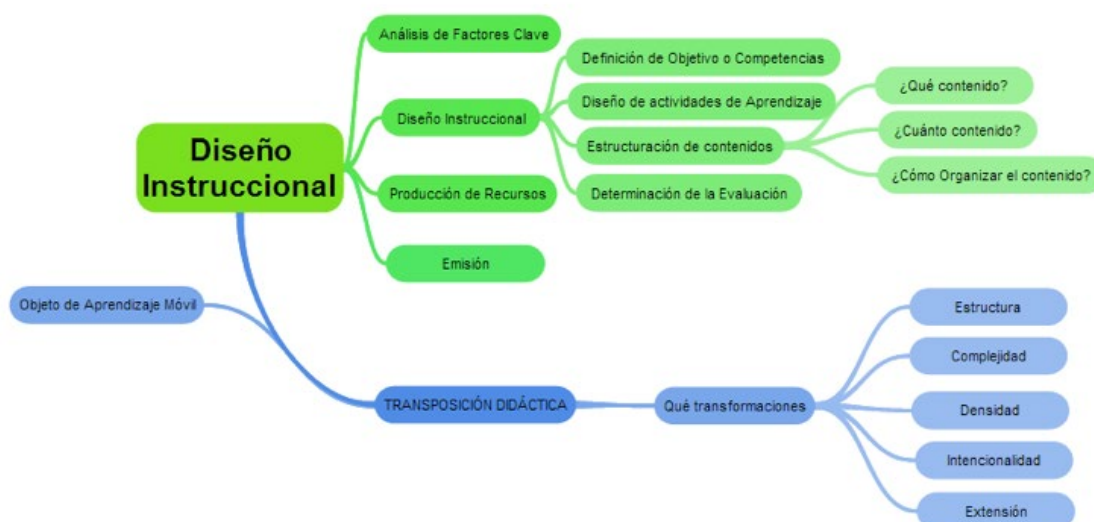 Diseño
Instruccional
Análisis de Factores Clave
Diseño Instruccional
Definición de Objetivo o Competencias
Diseño de actividades de Aprendizaje
Estructuración de contenidos
¿Qué contenido?
¿Cuánto contenido?
¿Cómo Organizar el contenido?
Determinación de la Evaluación
Producción de Recursos
Emisión
Objeto de Aprendizaje Móvil
TRANSPOSICIÓN DIDÁCTICA
Qué transformaciones
Estructura
Complejidad
Densidad
Intencionalidad
Extensión